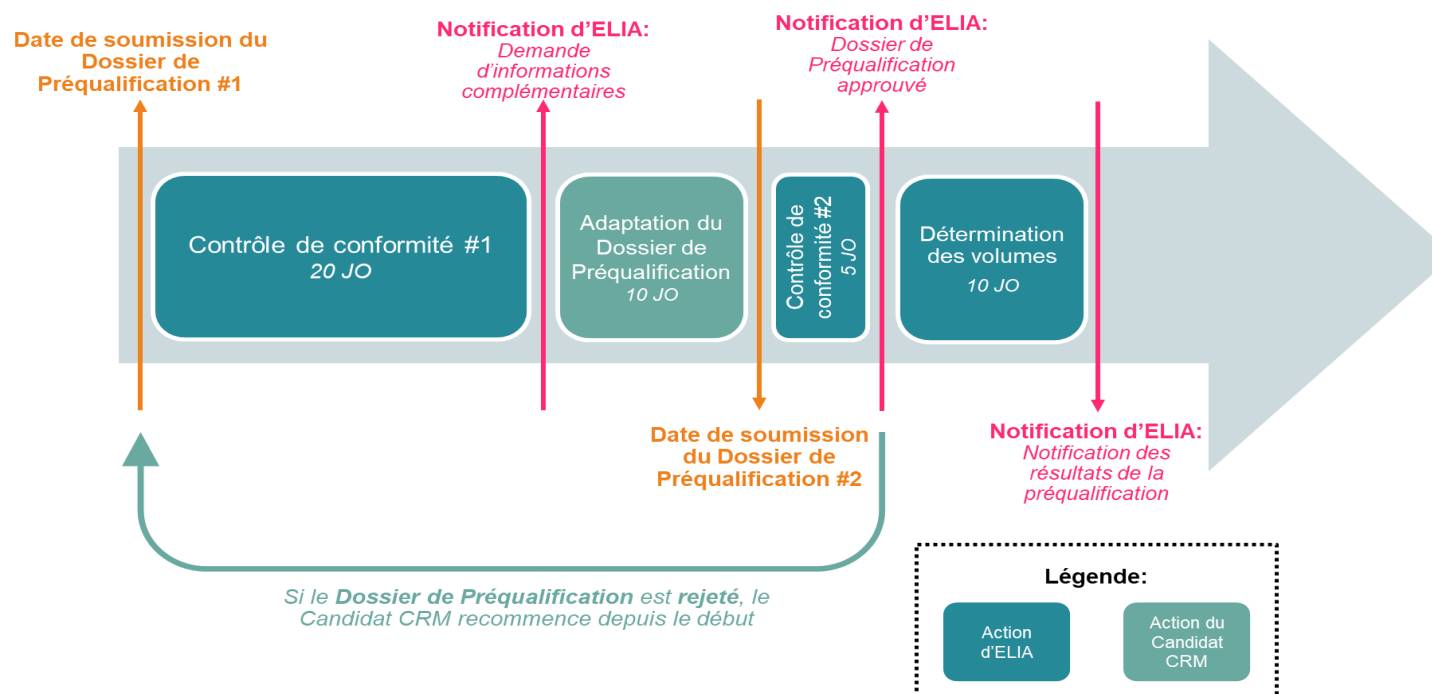 Date de soumission du
Dossier de
Préqualification #1
Notification d’ELIA:
Demande
d’informations
complémentaires
Notification d’ELIA:
Dossier de
Préqualification
approuvé
Contrôle de conformité #1
20 JO
Adaptation du
Dossier de
Préqualification
10 JO
Contrôle de
conformité #2
5 JO
Détermination
des volumes
10 JO
Date de soumission
du Dossier de
Préqualification #2
Notification d’ELIA:
Notification des
résultats de la
préqualification
Si le Dossier de Préqualification est rejeté, le
Candidat CRM recommence depuis le début
Légende:
Action
d’ELIA
Action du
Candidat
CRM